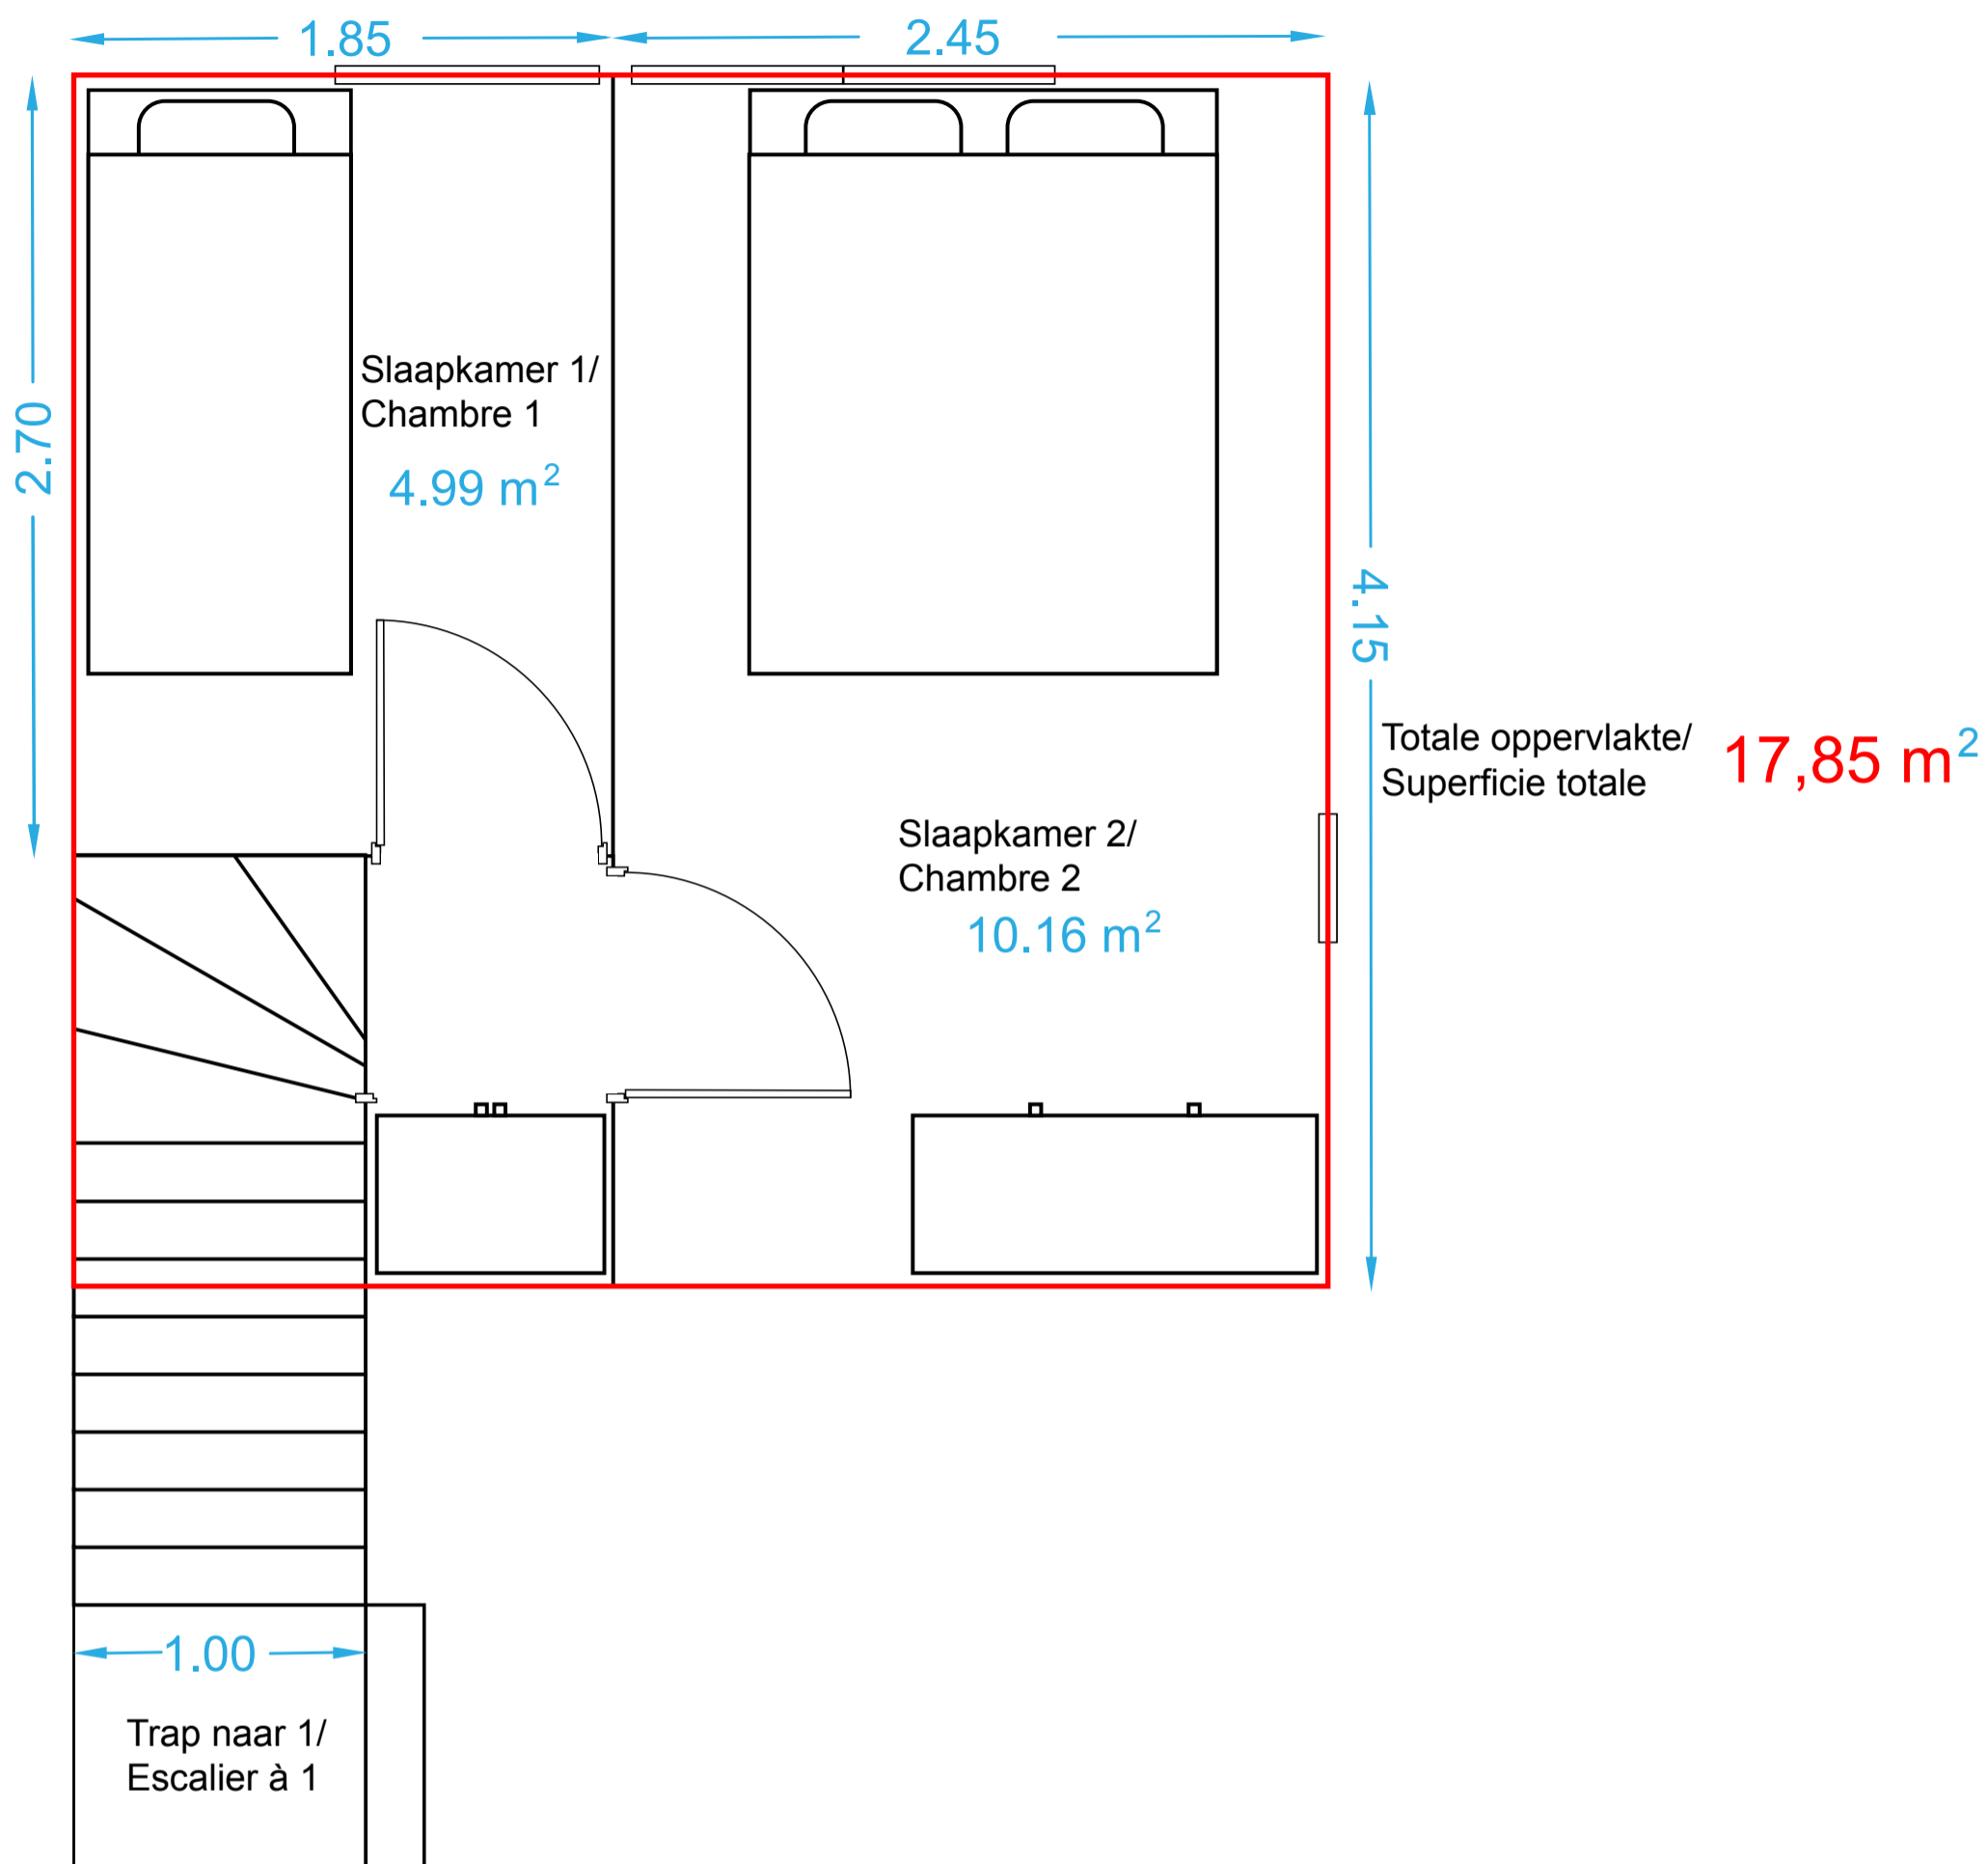 1.85
2.45
2.70
Slaapkamer 1/
Chambre 1
4.99 m²
4.15
Totale oppervlakte/
Superficie totale
17,85 m²
Slaapkamer 2/
Chambre 2
10.16 m²
1.00
Trap naar 1/
Escalier à 1